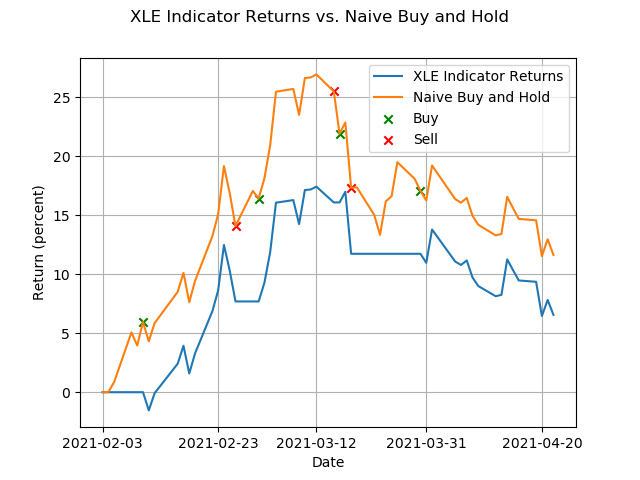 XLE Indicator Returns vs. Naive Buy and Hold
XLE Indicator Returns
Naive Buy and Hold
Buy
Sell
Return (percent)
25
20
15
10
5
0
2021-02-03 2021-02-23 2021-03-12 2021-03-31 2021-04-20
Date